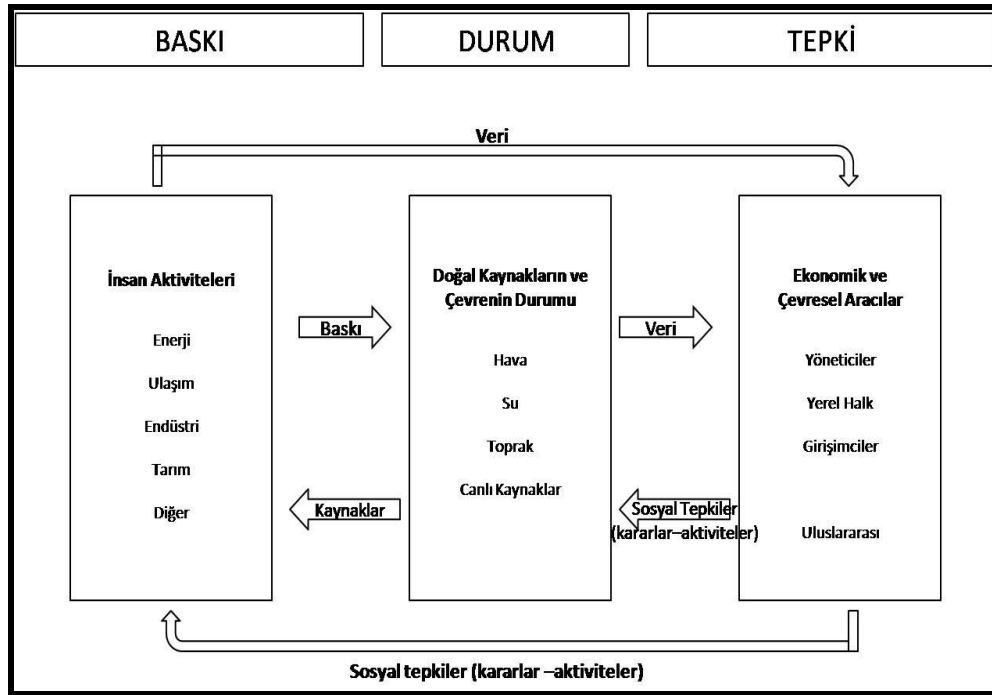 BASKI
DURUM
TEPKİ
Veri
İnsan Aktiviteleri
Enerji
Ulaşım
Endüstri
Tarım
Diğer
Baskı
Kaynaklar
Doğal Kaynakların ve
Çevrenin Durumu
Hava
Su
Toprak
Canlı Kaynaklar
Veri
Sosyal Tepkiler
(kararlar–aktiviteler)
Ekonomik ve
Çevresel Aracılar
Yöneticiler
Yerel Halk
Girişimciler
Uluslararası
Sosyal tepkiler (kararlar –aktiviteler)